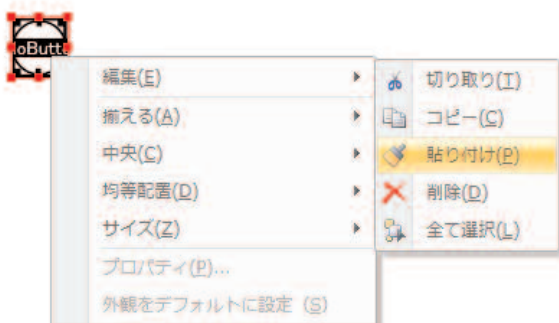 oButt
編集(E)
揃える(A)
中央(C)
均等配置(D)
サイズ(Z)
プロパティ(P)...
外観をデフォルトに設定 (S)
切り取り(T)
コピー(C)
貼り付け(P)
削除(D)
全て選択(L)